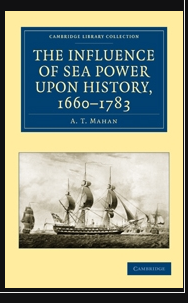 CAMBRIDGE LIBRARY COLLECTION
THE INFLUENCE
OF SEA POWER
UPON HISTORY,
1660–1783
A. T. MAHAN
CAMBRIDGE